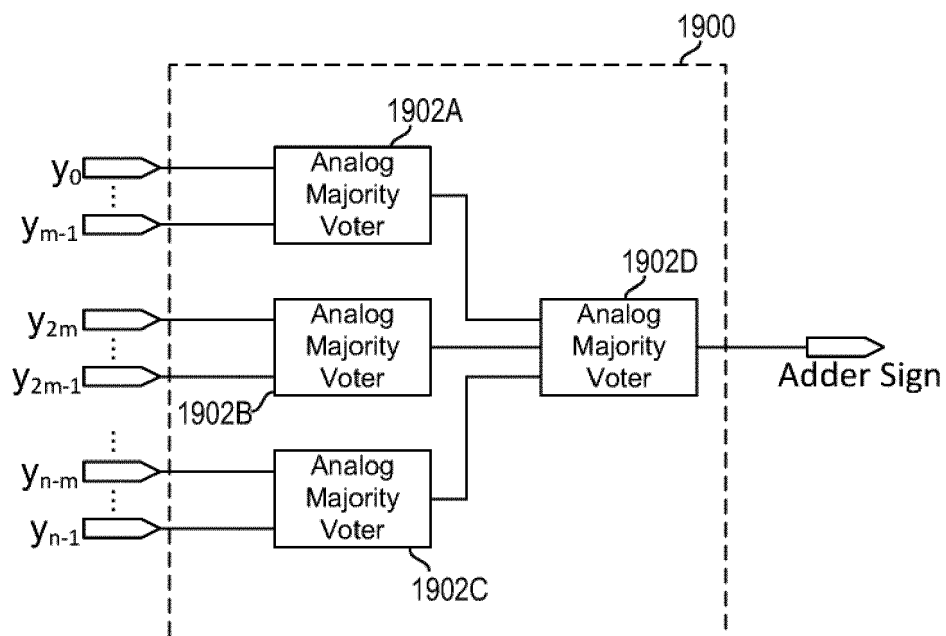 1900
1902A
y0
Analog
Majority
Voter
ym-1
1902D
y2m
Analog
Majority
Voter
Analog
Majority
Voter
y2m-1
Adder Sign
1902B
yn-m
Analog
Majority
Voter
yn-1
1902C